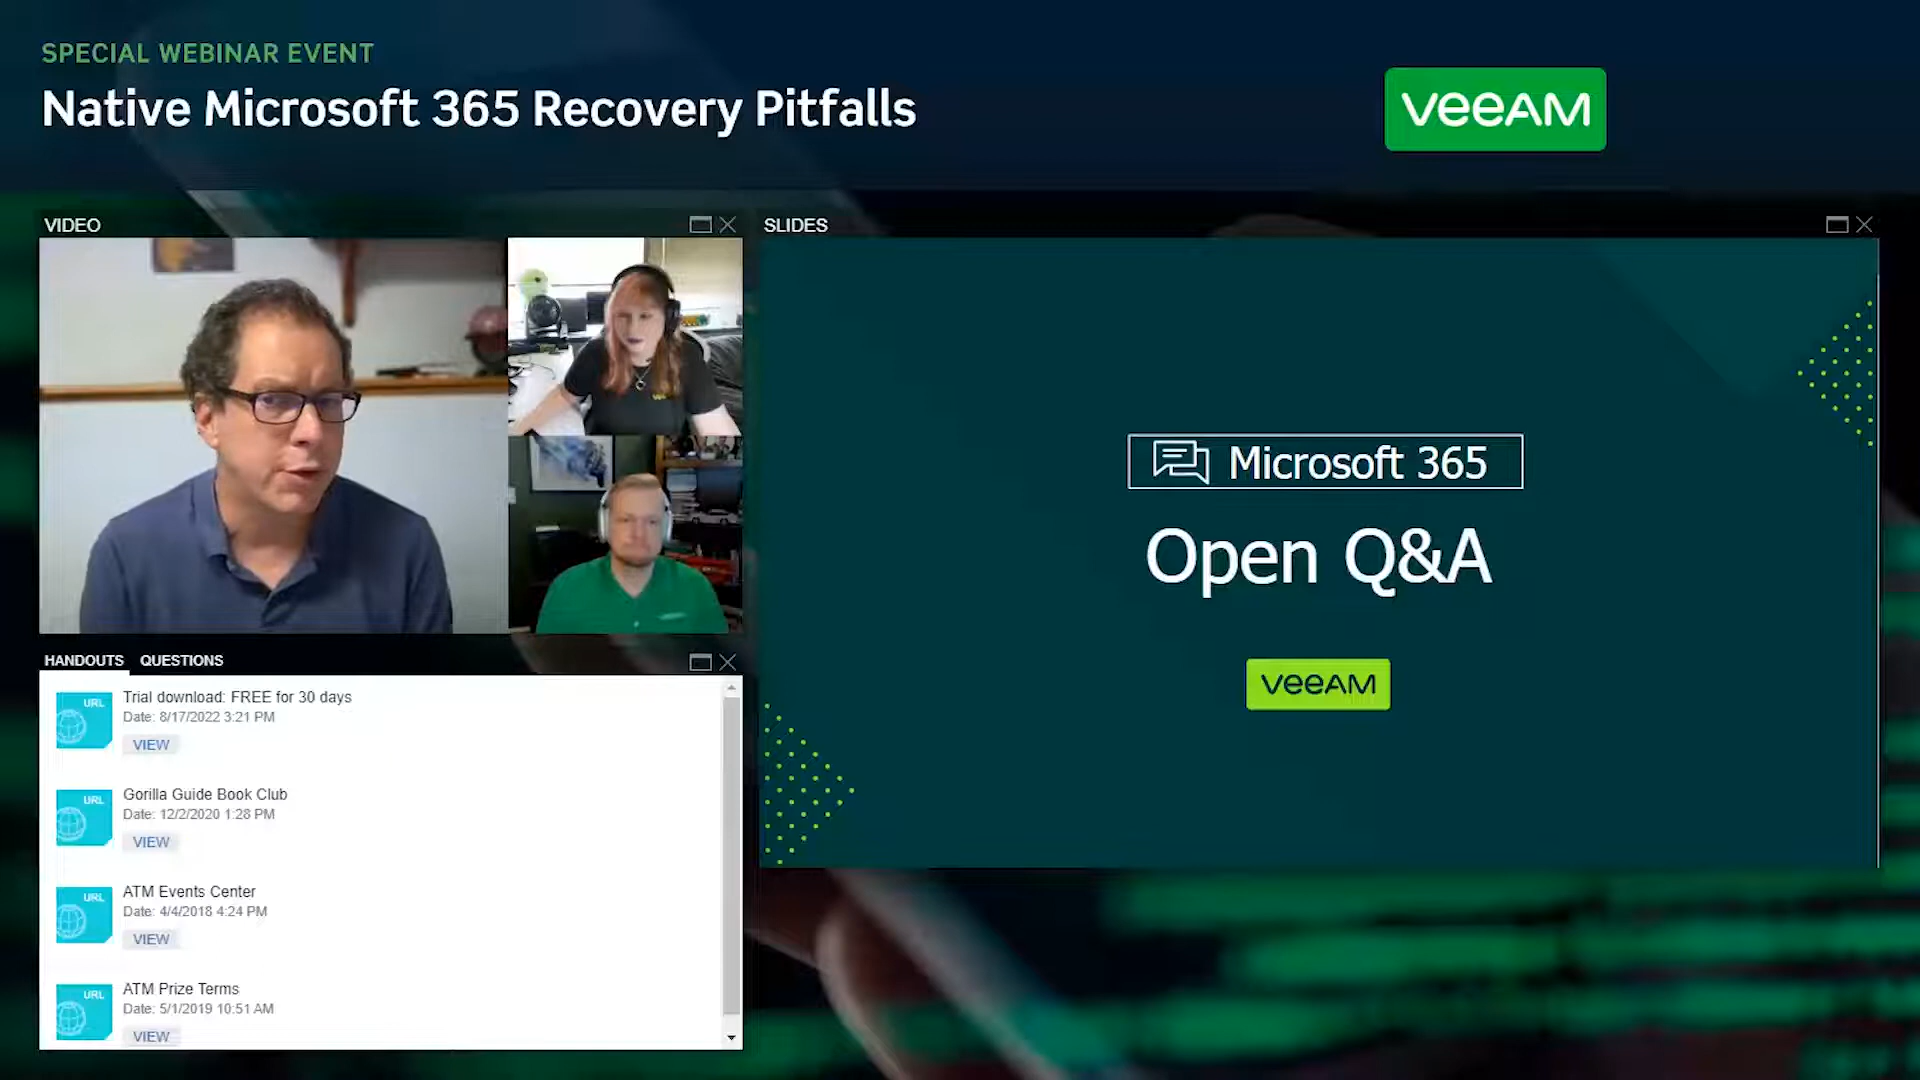 SPECIAL WEBINAR EVENT
Native Microsoft 365 Recovery Pitfalls
veeAM
VIDEO
SLIDES
Microsoft 365
Open Q&A
veeAM
HANDOUTS QUESTIONS
URL
Trial download: FREE for 30 days
Date: 8/17/2022 3:21 PM
VIEW
URL
Gorilla Guide Book Club
Date: 12/2/2020 1:28 PM
VIEW
URL
ATM Events Center
Date: 4/4/2018 4:24 PM
VIEW
URL
ATM Prize Terms
Date: 5/1/2019 10:51 AM
VIEW